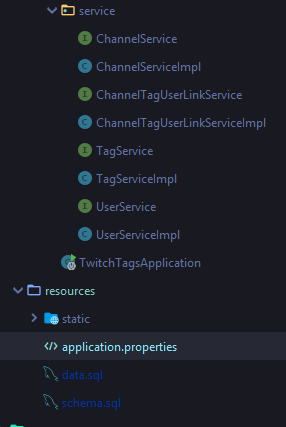 service
ChannelService
ChannelServiceImpl
ChannelTagUserLinkService
ChannelTagUserLinkServiceImpl
TagService
TagServiceImpl
UserService
UserServiceImpl
TwitchTagsApplication
resources
static
application.properties
data.sql
schema.sql